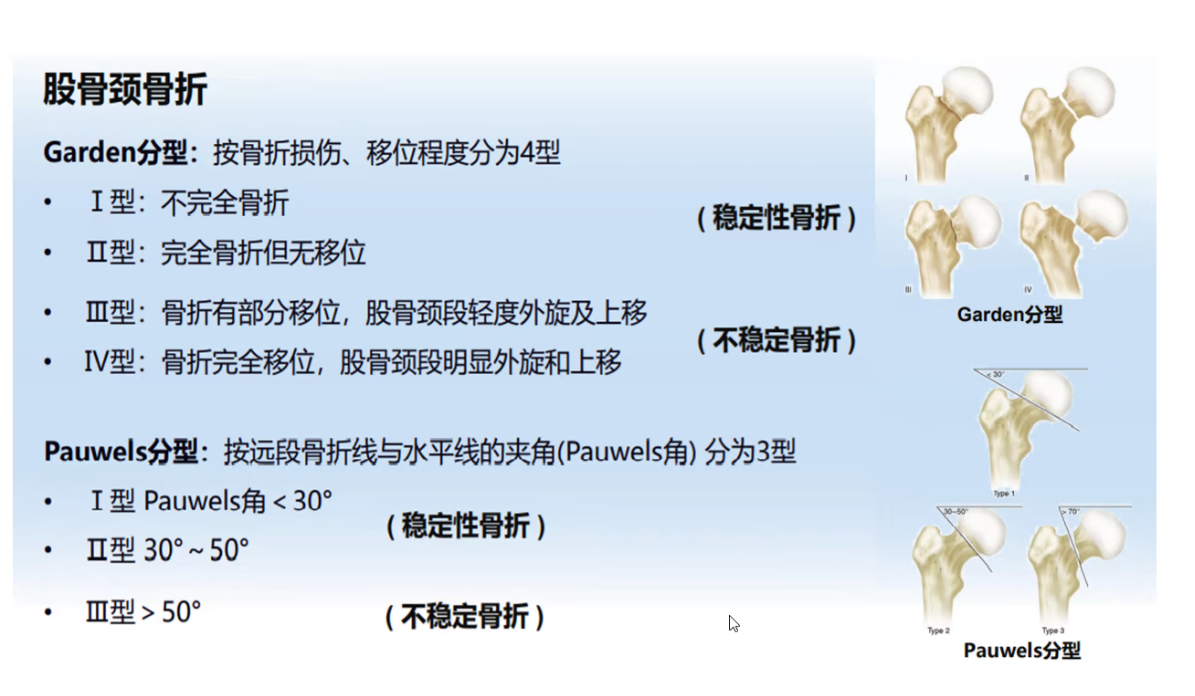 股骨颈骨折
Garden分型：按骨折损伤、移位程度分为4型
• Ⅰ型：不完全骨折
• Ⅱ型：完全骨折但无移位
（稳定性骨折）
• Ⅲ型：骨折有部分移位，股骨颈段轻度外旋及上移
• Ⅳ型：骨折完全移位，股骨颈段明显外旋和上移
（不稳定骨折）
Pauwels分型：按远段骨折线与水平线的夹角(Pauwels角) 分为3型
• Ⅰ型 Pauwels角 < 30°
• Ⅱ型 30° ~ 50°
（稳定性骨折）
• Ⅲ型 > 50°
（不稳定骨折）
I
II
III
IV
Garden分型
< 30°
Type 1
30–50°
Type 2
> 70°
Type 3
Pauwels分型